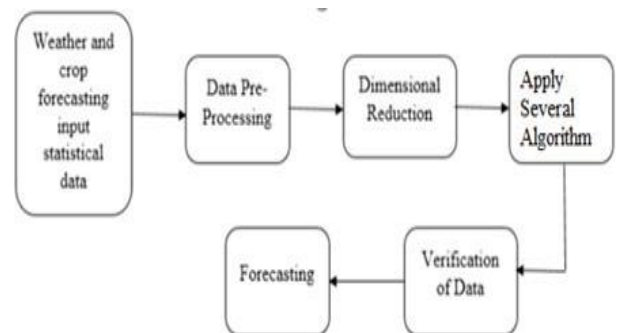 Weather and
crop
forecasting
input
statistical
data
Data Pre-
Processing
Dimensional
Reduction
Apply
Several
Algorithm
Verification
of Data
Forecasting